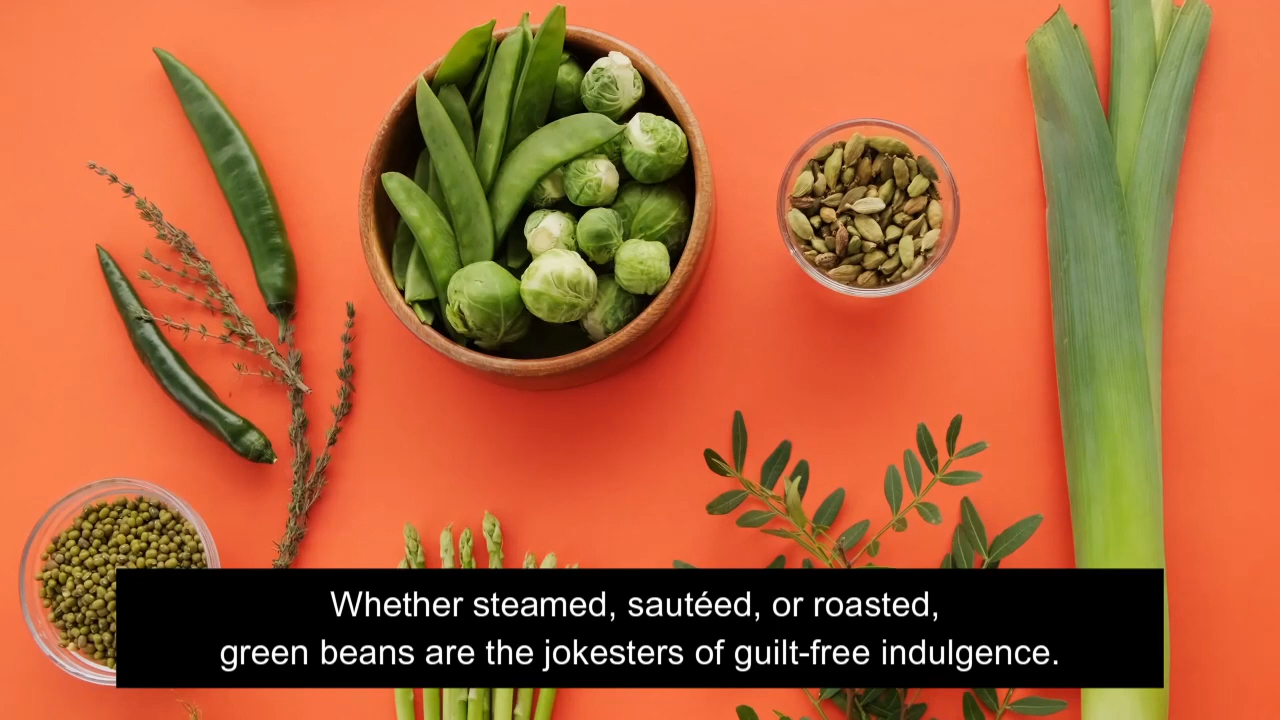 Whether steamed, sautéed, or roasted,
green beans are the jokesters of guilt-free indulgence.